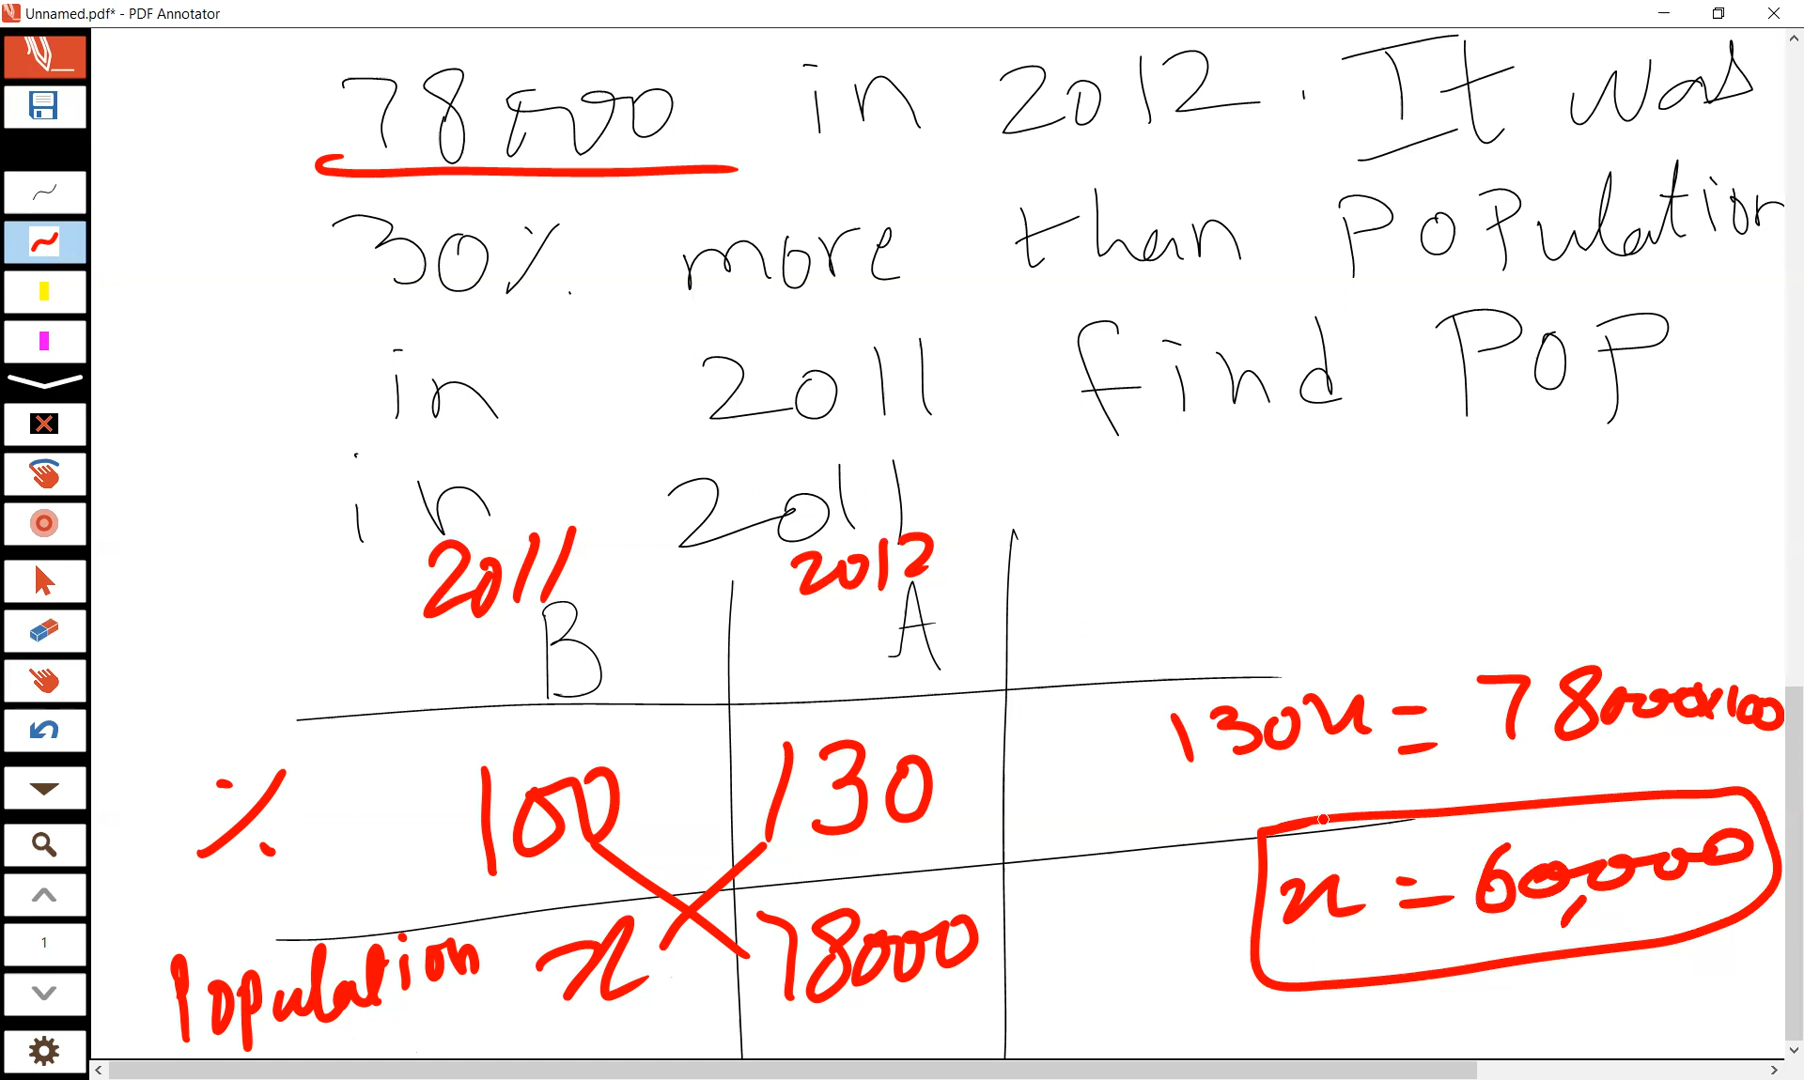 Unnamed.pdf* - PDF Annotator
78000 in 2012. It was
30% more than Population
in 2011 find POP
in 2011
2011 2012
B A
% 100 130
130x = 78000x100
x = 60,000
Population x 78000
1